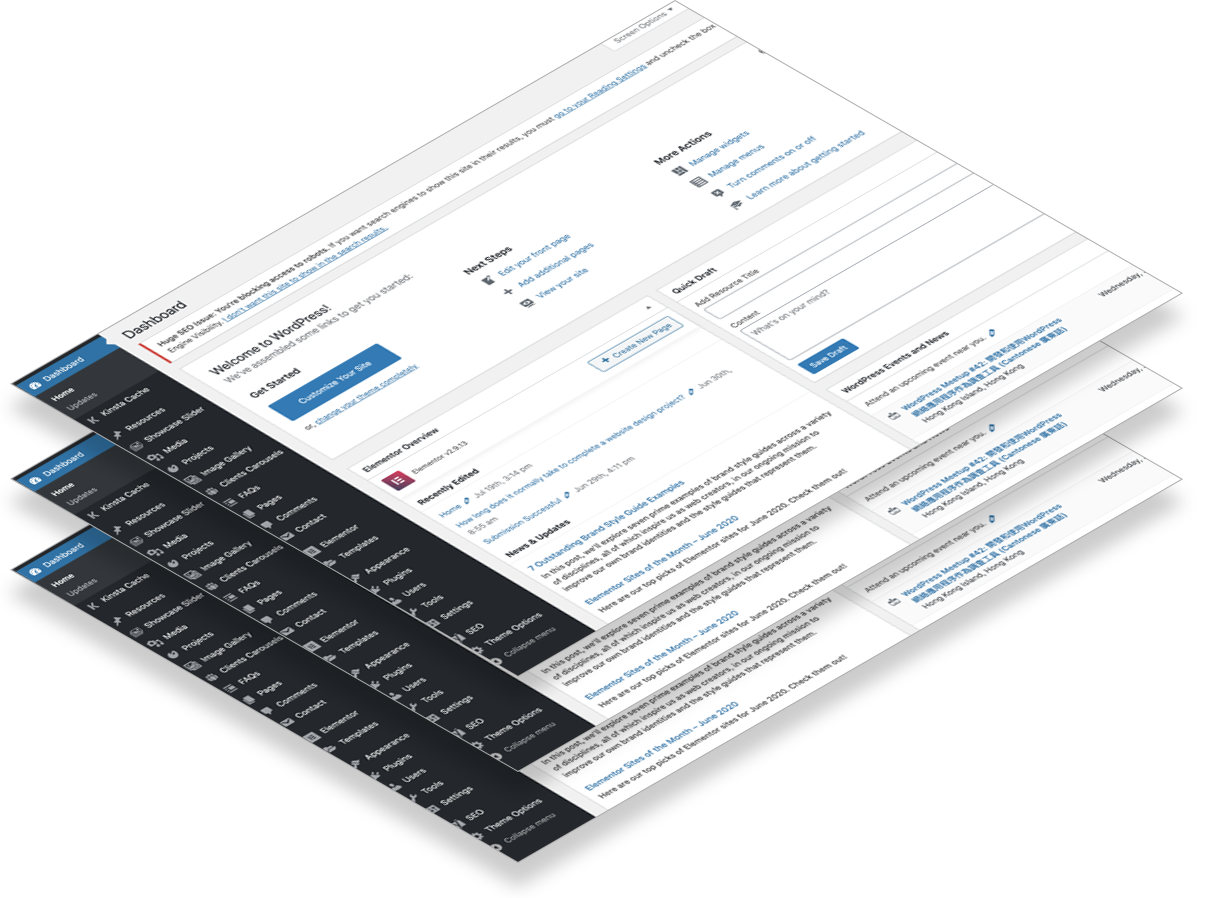 Screen Options
Dashboard
Huge SEO Issue: You're blocking access to robots. If you want search engines to show this site in their results, you must go to your Reading Settings and uncheck the box
Engine Visibility. I don't want this site to show in the search results.
Welcome to WordPress!
We've assembled some links to get you started:
Get Started
Customize Your Site
or, change your theme completely
Next Steps
Edit your front page
Add additional pages
View your site
More Actions
Manage widgets
Manage menus
Turn comments on or off
Learn more about getting started
Dashboard
Home
Updates
Kinsta Cache
Resources
Showcase Slider
Media
Projects
Image Gallery
Clients Carousels
FAQs
Pages
Comments
Contact
Elementor
Templates
Appearance
Plugins
Users
Tools
Settings
SEO
Theme Options
Collapse menu
Elementor Overview
Elementor v2.9.13
Create New Page
Recently Edited
Home Jul 19th, 3:14 pm
How long does it normally take to complete a website design project? Jun 30th,
8:55 am
Submission Successful Jun 29th, 4:11 pm
News & Updates
7 Outstanding Brand Style Guide Examples
In this post, we'll explore seven prime examples of brand style guides across a variety
of disciplines, all of which inspire us as web creators, in our ongoing mission to
improve our own brand identities and the style guides that represent them.
Elementor Sites of the Month – June 2020
Here are our top picks of Elementor sites for June 2020. Check them out!
Quick Draft
Add Resource Title
Content
What's on your mind?
Save Draft
WordPress Events and News
Attend an upcoming event near you.
WordPress Meetup #42: 開發和使用WordPress
網絡應用程序作為調查工具 (Cantonese 廣東話)
Hong Kong Island, Hong Kong
Wednesday,
Dashboard
Home
Updates
Kinsta Cache
Resources
Showcase Slider
Media
Projects
Image Gallery
Clients Carousels
FAQs
Pages
Comments
Contact
Elementor
Templates
Appearance
Plugins
Users
Tools
Settings
SEO
Theme Options
Collapse menu
In this post, we'll explore seven prime examples of brand style guides across a variety
of disciplines, all of which inspire us as web creators, in our ongoing mission to
improve our own brand identities and the style guides that represent them.
Elementor Sites of the Month – June 2020
Here are our top picks of Elementor sites for June 2020. Check them out!
Attend an upcoming event near you.
WordPress Meetup #42: 開發和使用WordPress
網絡應用程序作為調查工具 (Cantonese 廣東話)
Hong Kong Island, Hong Kong
Wednesday,
Dashboard
Home
Updates
Kinsta Cache
Resources
Showcase Slider
Media
Projects
Image Gallery
Clients Carousels
FAQs
Pages
Comments
Contact
Elementor
Templates
Appearance
Plugins
Users
Tools
Settings
SEO
Theme Options
Collapse menu
In this post, we'll explore seven prime examples of brand style guides across a variety
of disciplines, all of which inspire us as web creators, in our ongoing mission to
improve our own brand identities and the style guides that represent them.
Elementor Sites of the Month – June 2020
Here are our top picks of Elementor sites for June 2020. Check them out!
Attend an upcoming event near you.
WordPress Meetup #42: 開發和使用WordPress
網絡應用程序作為調查工具 (Cantonese 廣東話)
Hong Kong Island, Hong Kong
Wednesday,